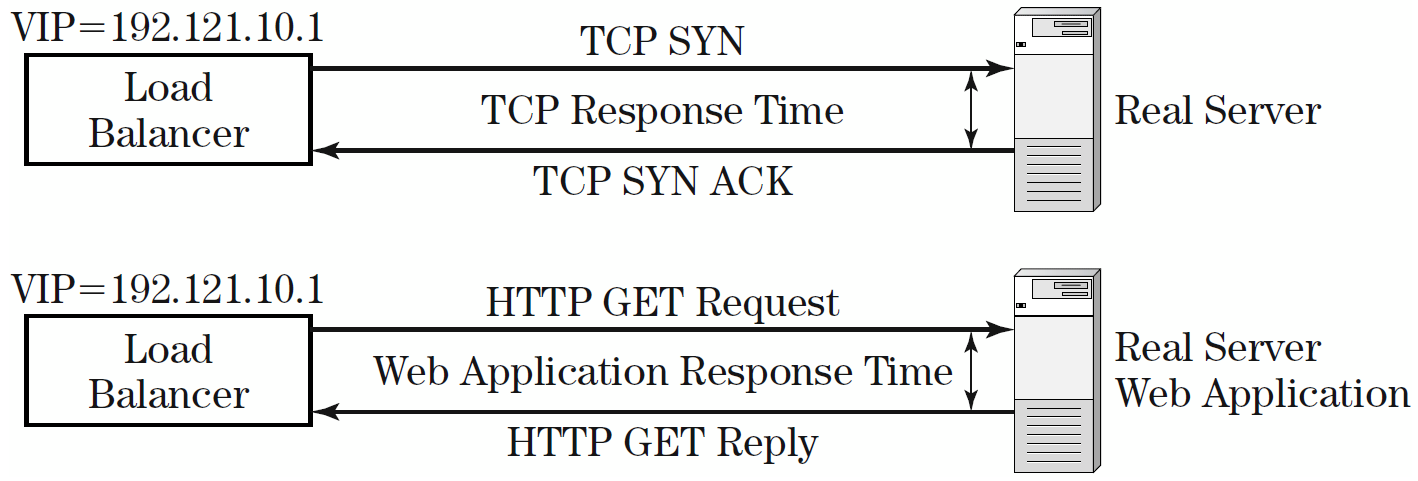 VIP=192.121.10.1
Load
Balancer
TCP SYN
TCP Response Time
TCP SYN ACK
Real Server
VIP=192.121.10.1
Load
Balancer
HTTP GET Request
Web Application Response Time
HTTP GET Reply
Real Server
Web Application